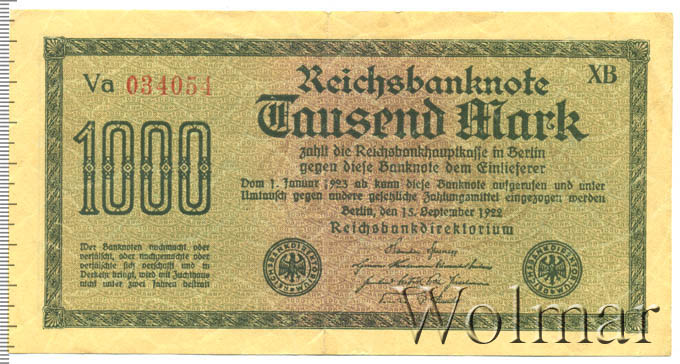 Va 034054
Reichsbanknote
XB
Tausend Mark
1000
zahlt die Reichsbankhauptkasse in Berlin
gegen diese Banknote dem Einlieferer
Vom 1. Januar 1923 ab kann diese Banknote aufgerufen und unter
Umtausch gegen andere gesetzliche Zahlungsmittel eingezogen werden
Berlin, den 15. September 1922
Reichsbankdirektorium
Wer Banknoten nachmacht oder
verfälscht, oder nachgemachte oder
verfälschte sich verschafft und in
Verkehr bringt, wird mit Zuchthaus
nicht unter zwei Jahren bestraft
Wolmar